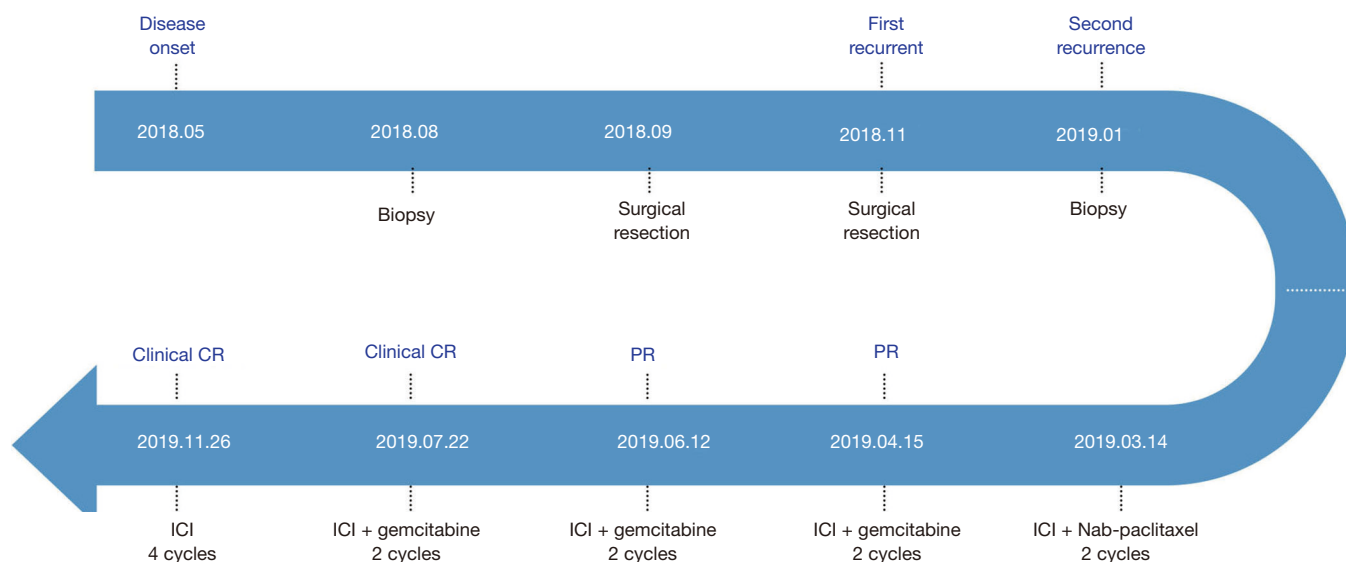 Disease
onset
First
recurrent
Second
recurrence
2018.05
2018.08
2018.09
2018.11
2019.01
Biopsy
Surgical
resection
Surgical
resection
Biopsy
Clinical CR
Clinical CR
PR
PR
2019.11.26
2019.07.22
2019.06.12
2019.04.15
2019.03.14
ICI
4 cycles
ICI + gemcitabine
2 cycles
ICI + gemcitabine
2 cycles
ICI + gemcitabine
2 cycles
ICI + Nab-paclitaxel
2 cycles